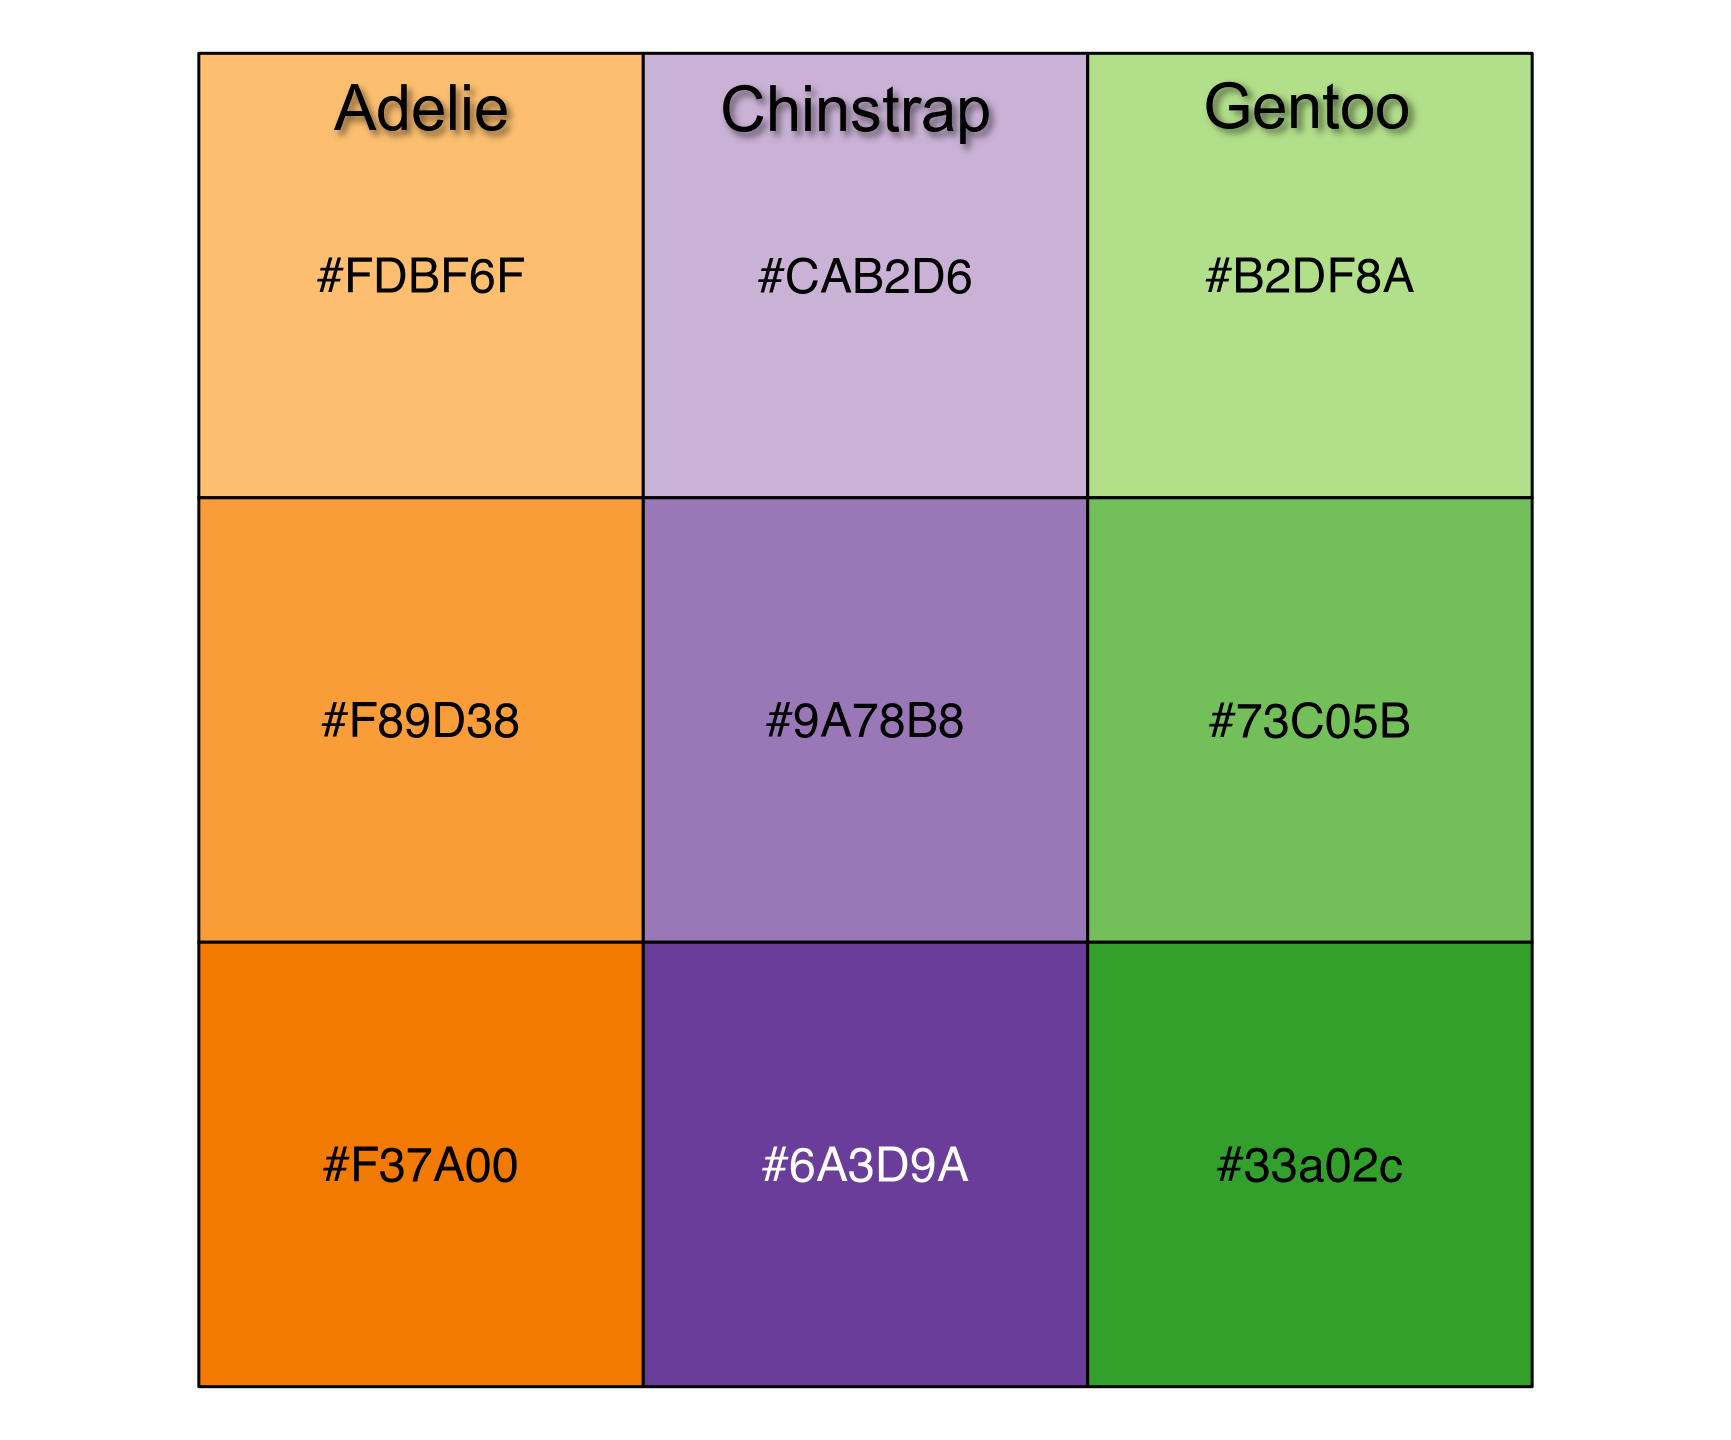 Adelie Chinstrap Gentoo
#FDBF6F #CAB2D6 #B2DF8A
#F89D38 #9A78B8 #73C05B
#F37A00 #6A3D9A #33a02c